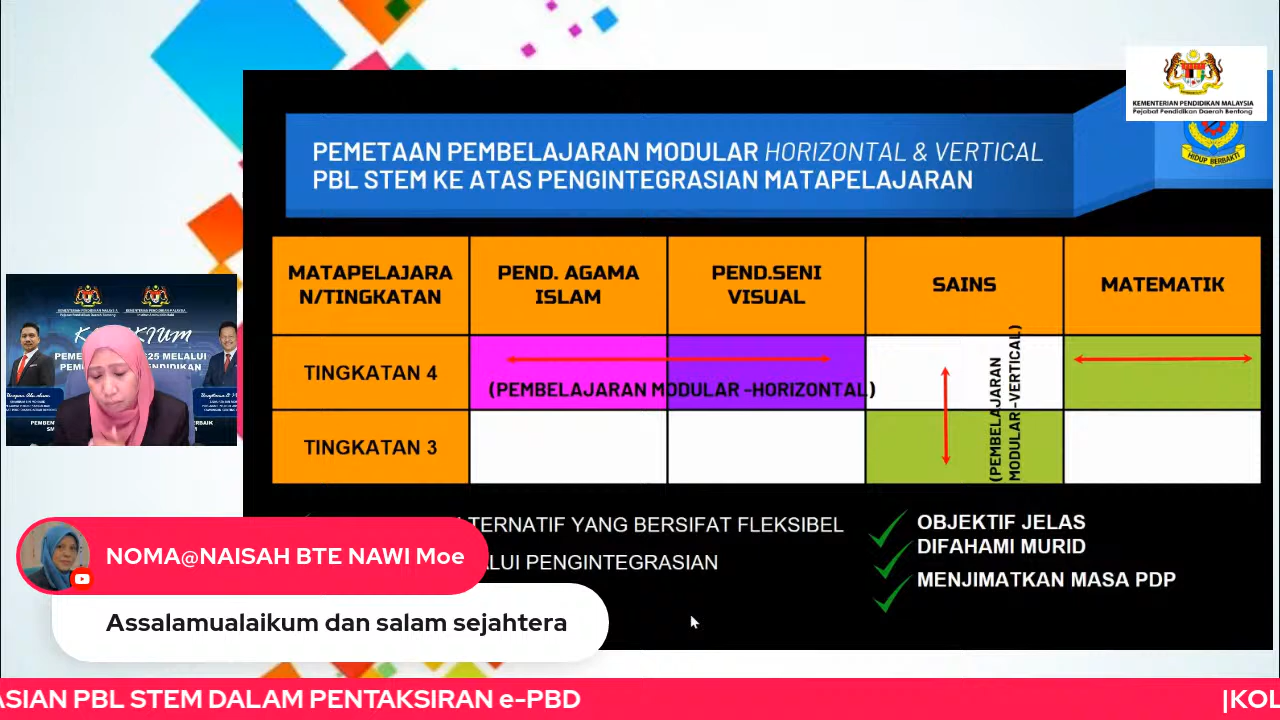 KEMENTERIAN PENDIDIKAN MALAYSIA
Pejabat Pendidikan Daerah Bentong
HIDUP BERBAKTI
PEMETAAN PEMBELAJARAN MODULAR HORIZONTAL & VERTICAL
PBL STEM KE ATAS PENGINTEGRASIAN MATAPELAJARAN
MATAPELAJARA
N/TINGKATAN
PEND. AGAMA
ISLAM
PEND.SENI
VISUAL
SAINS
MATEMATIK
TINGKATAN 4
(PEMBELAJARAN MODULAR -HORIZONTAL)
(PEMBELAJARAN
MODULAR -VERTICAL)
TINGKATAN 3
TERNATIF YANG BERSIFAT FLEKSIBEL
LUI PENGINTEGRASIAN
OBJEKTIF JELAS
DIFAHAMI MURID
MENJIMATKAN MASA PDP
NOMA@NAISAH BTE NAWI Moe
Assalamualaikum dan salam sejahtera
ASIAN PBL STEM DALAM PENTAKSIRAN e-PBD
|KOL